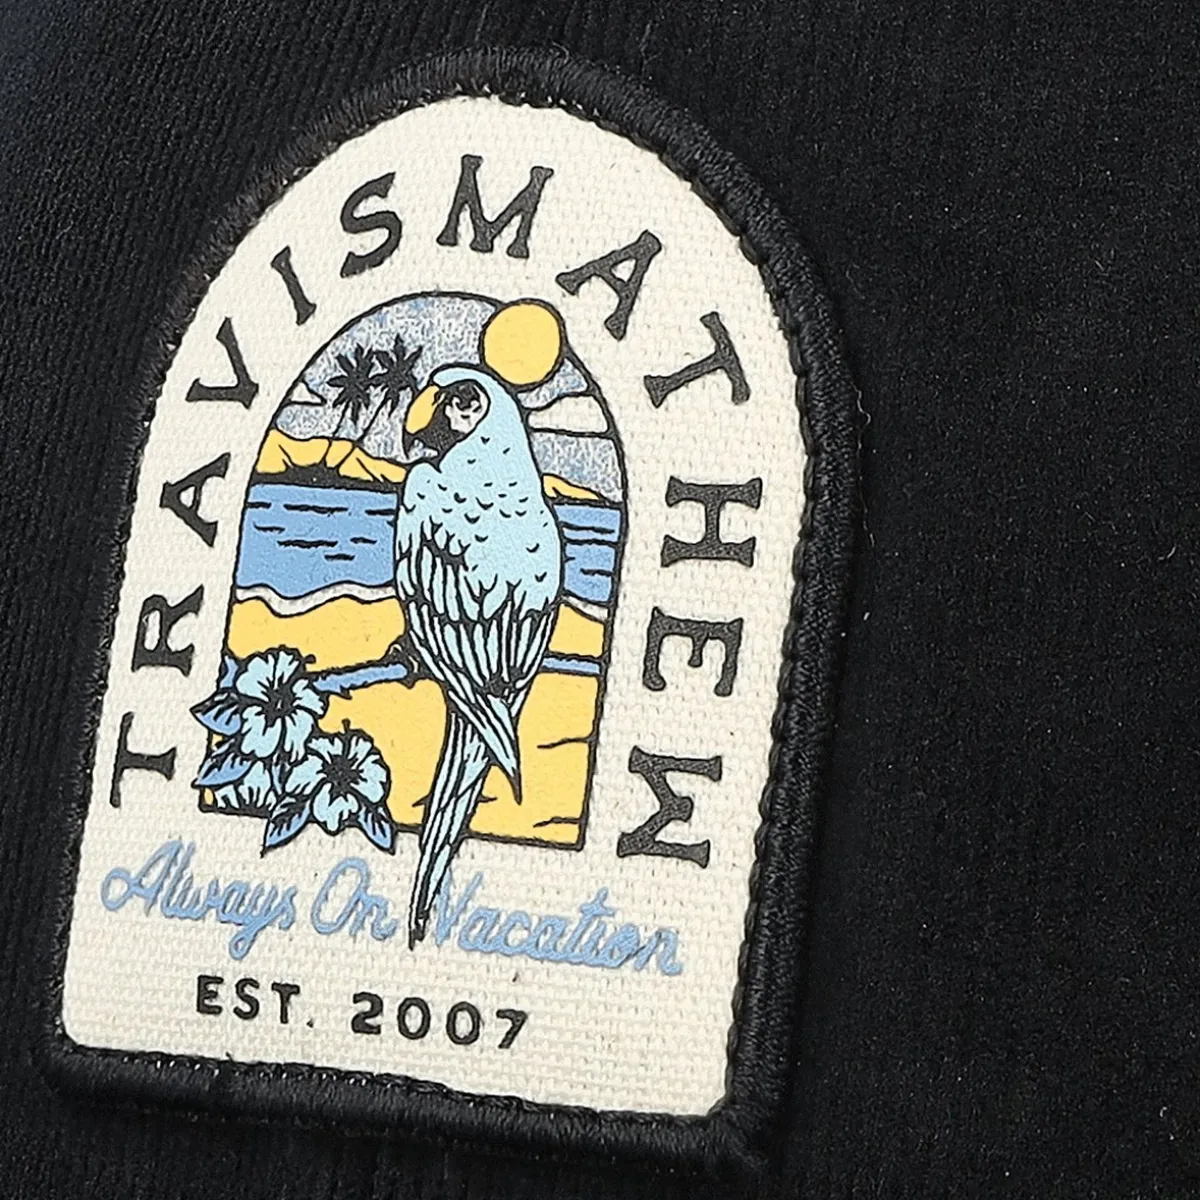 TRAVISMATHEW
Always On Vacation
EST. 2007